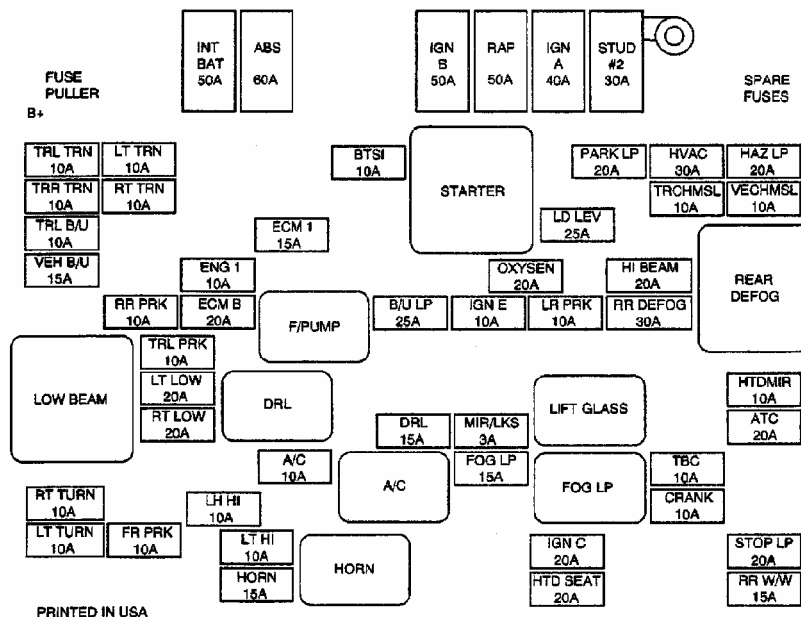 INT
BAT
50A
ABS
60A
IGN
B
50A
RAP
50A
IGN
A
40A
STUD
#2
30A
FUSE
PULLER
SPARE
FUSES
B+
TRL TRN
10A
LT TRN
10A
BTSI
10A
STARTER
PARK LP
20A
HVAC
30A
HAZ LP
20A
TRR TRN
10A
RT TRN
10A
TRCHMSL
10A
VECHMSL
10A
TRL B/U
10A
ECM 1
15A
LD LEV
25A
VEH B/U
15A
ENG 1
10A
OXYSEN
20A
HI BEAM
20A
REAR
DEFOG
RR PRK
10A
ECM B
20A
F/PUMP
B/U LP
25A
IGN E
10A
LR PRK
10A
RR DEFOG
30A
LOW BEAM
TRL PRK
10A
LT LOW
20A
RT LOW
20A
DRL
LIFT GLASS
HTDMIR
10A
DRL
15A
MIR/LKS
3A
ATC
20A
A/C
10A
A/C
FOG LP
15A
FOG LP
TBC
10A
CRANK
10A
RT TURN
10A
LH HI
10A
LT TURN
10A
FR PRK
10A
LT HI
10A
HORN
15A
HORN
IGN C
20A
HTD SEAT
20A
STOP LP
20A
RR W/W
15A
PRINTED IN USA